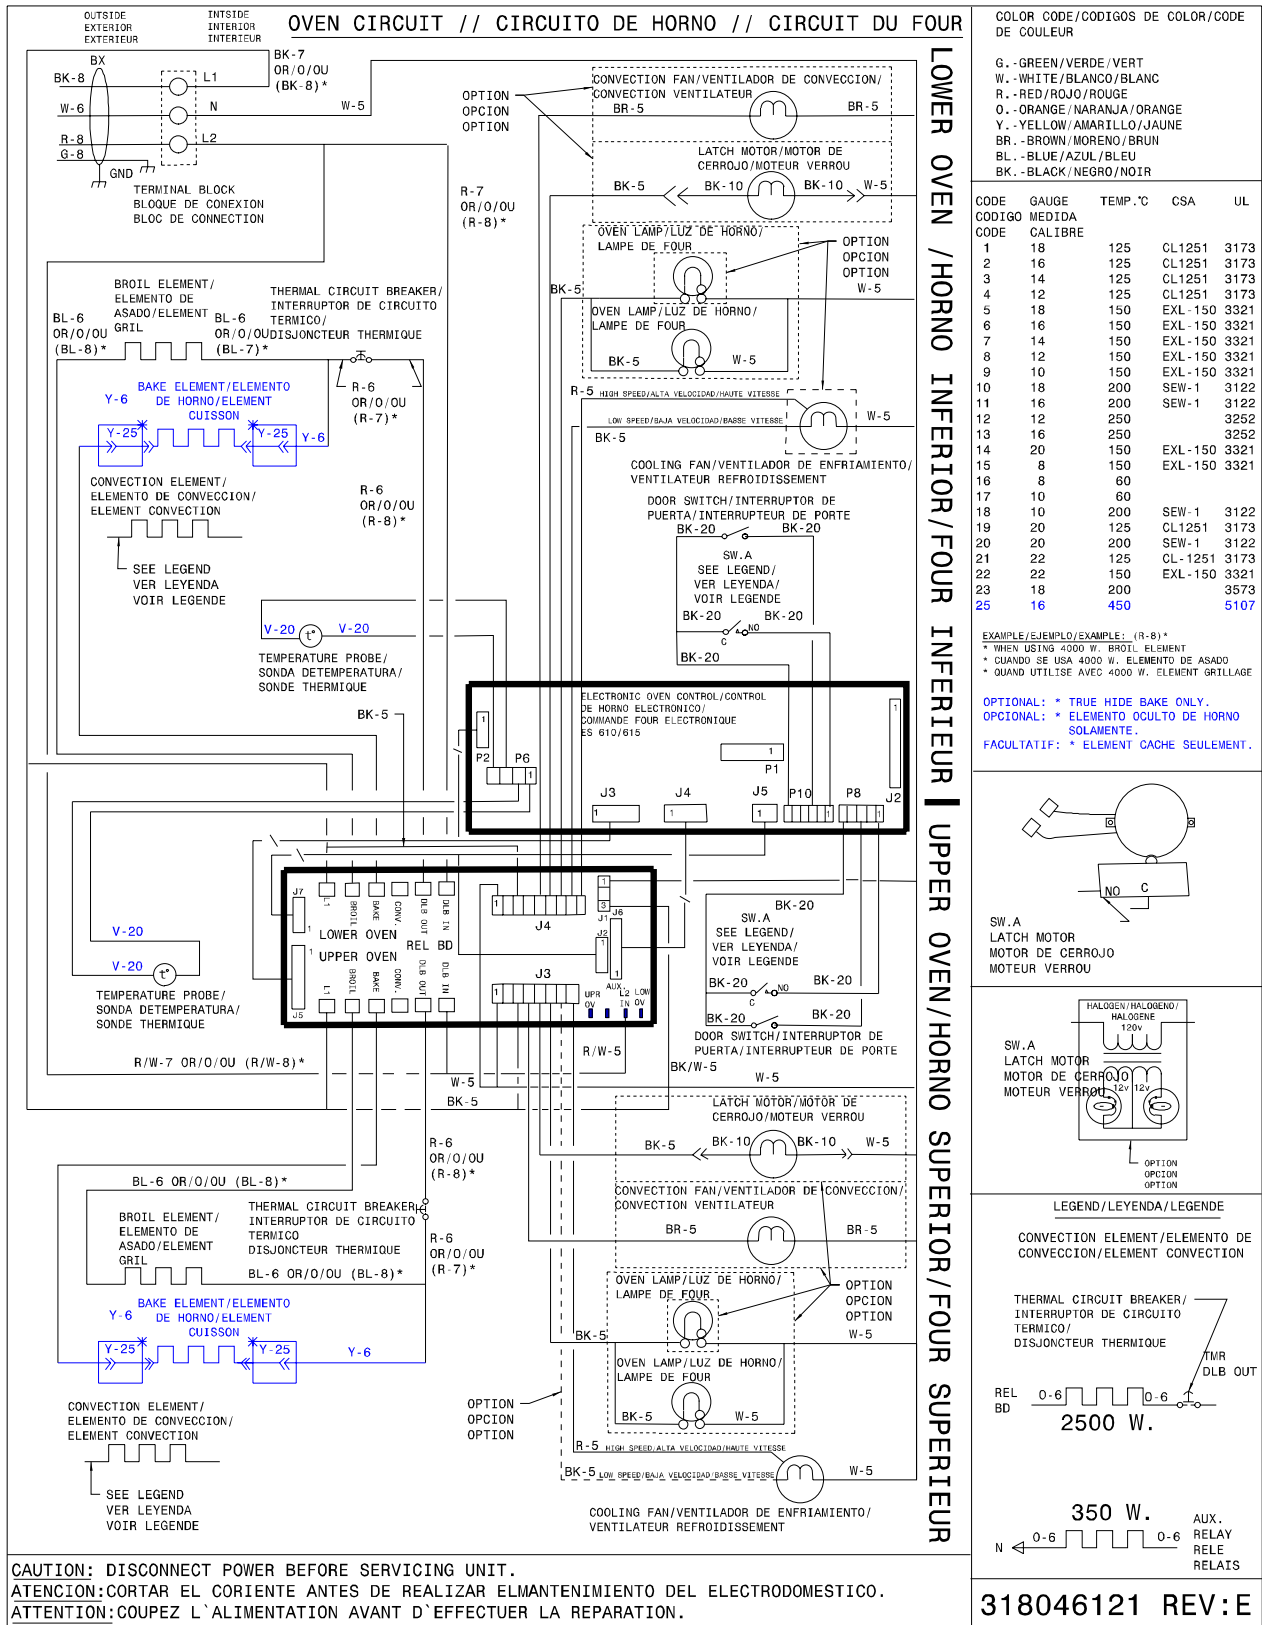 OVEN CIRCUIT // CIRCUITO DE HORNO // CIRCUIT DU FOUR
OUTSIDE
EXTERIOR
EXTERIEUR
INTSIDE
INTERIOR
INTERIEUR
BX
BK-8
W-6
R-8
G-8
GND
L1
N
L2
BK-7
OR/O/OU
(BK-8)*
W-5
TERMINAL BLOCK
BLOQUE DE CONEXION
BLOC DE CONNECTION
R-7
OR/O/OU
(R-8)*
OPTION
OPCION
OPTION
CONVECTION FAN/VENTILADOR DE CONVECCION/
CONVECTION VENTILATEUR
BR-5
BR-5
LATCH MOTOR/MOTOR DE
CERROJO/MOTEUR VERROU
BK-5
BK-10
BK-10
W-5
OVEN LAMP/LUZ DE HORNO/
LAMPE DE FOUR
OPTION
OPCION
OPTION
BK-5
W-5
OVEN LAMP/LUZ DE HORNO/
LAMPE DE FOUR
BK-5
W-5
R-5
HIGH SPEED/ALTA VELOCIDAD/HAUTE VITESSE
LOW SPEED/BAJA VELOCIDAD/BASSE VITESSE
BK-5
W-5
COOLING FAN/VENTILADOR DE ENFRIAMIENTO/
VENTILATEUR REFROIDISSEMENT
BROIL ELEMENT/
ELEMENTO DE
ASADO/ELEMENT
GRIL
BL-6
OR/O/OU
(BL-8)*
BL-6
OR/O/OU
(BL-7)*
THERMAL CIRCUIT BREAKER/
INTERRUPTOR DE CIRCUITO
TERMICO/
DISJONCTEUR THERMIQUE
R-6
OR/O/OU
(R-7)*
BAKE ELEMENT/ELEMENTO
DE HORNO/ELEMENT
CUISSON
Y-6
Y-25
Y-25
Y-6
CONVECTION ELEMENT/
ELEMENTO DE CONVECCION/
ELEMENT CONVECTION
SEE LEGEND
VER LEYENDA
VOIR LEGENDE
R-6
OR/O/OU
(R-8)*
V-20
t°
V-20
TEMPERATURE PROBE/
SONDA DETEMPERATURA/
SONDE THERMIQUE
DOOR SWITCH/INTERRUPTOR DE
PUERTA/INTERRUPTEUR DE PORTE
BK-20
BK-20
SW.A
SEE LEGEND/
VER LEYENDA/
VOIR LEGENDE
BK-20
NO
C
BK-20
BK-5
ELECTRONIC OVEN CONTROL/CONTROL
DE HORNO ELECTRONICO/
COMMANDE FOUR ELECTRONIQUE
ES 610/615
1
P2
P6
1
1
P1
J3
1
J4
1
J5
1
P10
1
P8
1
J2
1
LOWER OVEN /HORNO INFERIOR/FOUR INFERIEUR
UPPER OVEN/HORNO SUPERIOR/FOUR SUPERIEUR
J7
1
L1
BROIL
BAKE
CONV.
DLB OUT
DLB IN
LOWER OVEN
REL BD
UPPER OVEN
1
J5
L1
BROIL
BAKE
CONV.
DLB OUT
DLB IN
1
J4
J3
1
1
3
J1
J6
J2
1
1
AUX.
UPR
OV
L2
IN
LOW
OV
V-20
V-20
t°
TEMPERATURE PROBE/
SONDA DETEMPERATURA/
SONDE THERMIQUE
BK-20
SW.A
SEE LEGEND/
VER LEYENDA/
VOIR LEGENDE
BK-20
NO
C
BK-20
BK-20
BK-20
DOOR SWITCH/INTERRUPTOR DE
PUERTA/INTERRUPTEUR DE PORTE
R/W-7 OR/O/OU (R/W-8)*
R/W-5
BK/W-5
W-5
W-5
BK-5
LATCH MOTOR/MOTOR DE
CERROJO/MOTEUR VERROU
BK-5
BK-10
BK-10
W-5
CONVECTION FAN/VENTILADOR DE CONVECCION/
CONVECTION VENTILATEUR
BR-5
BR-5
R-6
OR/O/OU
(R-8)*
BL-6 OR/O/OU (BL-8)*
BROIL ELEMENT/
ELEMENTO DE
ASADO/ELEMENT
GRIL
THERMAL CIRCUIT BREAKER
INTERRUPTOR DE CIRCUITO
TERMICO
DISJONCTEUR THERMIQUE
BL-6 OR/O/OU (BL-8)*
R-6
OR/O/OU
(R-7)*
BAKE ELEMENT/ELEMENTO
DE HORNO/ELEMENT
CUISSON
Y-6
Y-25
Y-25
Y-6
CONVECTION ELEMENT/
ELEMENTO DE CONVECCION/
ELEMENT CONVECTION
SEE LEGEND
VER LEYENDA
VOIR LEGENDE
OVEN LAMP/LUZ DE HORNO/
LAMPE DE FOUR
OPTION
OPCION
OPTION
BK-5
W-5
OVEN LAMP/LUZ DE HORNO/
LAMPE DE FOUR
BK-5
W-5
OPTION
OPCION
OPTION
R-5
HIGH SPEED/ALTA VELOCIDAD/HAUTE VITESSE
BK-5
LOW SPEED/BAJA VELOCIDAD/BASSE VITESSE
W-5
COOLING FAN/VENTILADOR DE ENFRIAMIENTO/
VENTILATEUR REFROIDISSEMENT
COLOR CODE/CODIGOS DE COLOR/CODE
DE COULEUR
G.-GREEN/VERDE/VERT
W.-WHITE/BLANCO/BLANC
R.-RED/ROJO/ROUGE
O.-ORANGE/NARANJA/ORANGE
Y.-YELLOW/AMARILLO/JAUNE
BR.-BROWN/MORENO/BRUN
BL.-BLUE/AZUL/BLEU
BK.-BLACK/NEGRO/NOIR
CODE GAUGE TEMP.°C CSA UL
CODIGO MEDIDA
CODE CALIBRE
1 18 125 CL1251 3173
2 16 125 CL1251 3173
3 14 125 CL1251 3173
4 12 125 CL1251 3173
5 18 150 EXL-150 3321
6 16 150 EXL-150 3321
7 14 150 EXL-150 3321
8 12 150 EXL-150 3321
9 10 150 EXL-150 3321
10 18 200 SEW-1 3122
11 16 200 SEW-1 3122
12 12 250 3252
13 16 250 3252
14 20 150 EXL-150 3321
15 8 150 EXL-150 3321
16 8 60
17 10 60
18 10 200 SEW-1 3122
19 20 125 CL1251 3173
20 20 200 SEW-1 3122
21 22 125 CL-1251 3173
22 22 150 EXL-150 3321
23 18 200 3573
25 16 450 5107
EXAMPLE/EJEMPLO/EXAMPLE: (R-8)*
* WHEN USING 4000 W. BROIL ELEMENT
* CUANDO SE USA 4000 W. ELEMENTO DE ASADO
* QUAND UTILISE AVEC 4000 W. ELEMENT GRILLAGE
OPTIONAL: * TRUE HIDE BAKE ONLY.
OPCIONAL: * ELEMENTO OCULTO DE HORNO
SOLAMENTE.
FACULTATIF: * ELEMENT CACHE SEULEMENT.
NO
C
SW.A
LATCH MOTOR
MOTOR DE CERROJO
MOTEUR VERROU
HALOGEN/HALOGENO/
HALOGENE
120v
SW.A
LATCH MOTOR
MOTOR DE CERROJO
MOTEUR VERROU
12v
12v
OPTION
OPCION
OPTION
LEGEND/LEYENDA/LEGENDE
CONVECTION ELEMENT/ELEMENTO DE
CONVECCION/ELEMENT CONVECTION
THERMAL CIRCUIT BREAKER/
INTERRUPTOR DE CIRCUITO
TERMICO/
DISJONCTEUR THERMIQUE
TMR
DLB OUT
REL
BD
O-6
O-6
2500 W.
350 W.
N
O-6
O-6
AUX.
RELAY
RELE
RELAIS
CAUTION: DISCONNECT POWER BEFORE SERVICING UNIT.
ATENCION:CORTAR EL CORIENTE ANTES DE REALIZAR ELMANTENIMIENTO DEL ELECTRODOMESTICO.
ATTENTION:COUPEZ L`ALIMENTATION AVANT D`EFFECTUER LA REPARATION.
318046121 REV:E